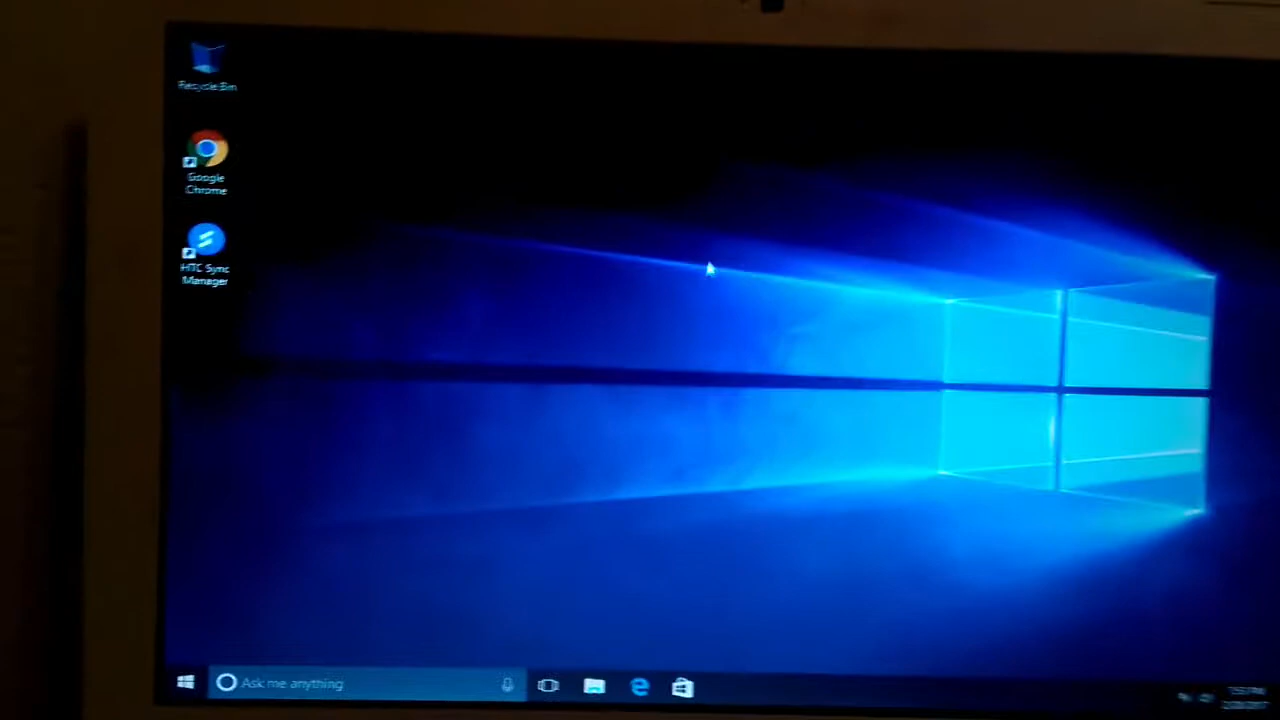 Recycle Bin
Google
Chrome
HTC Sync
Manager
Ask me anything